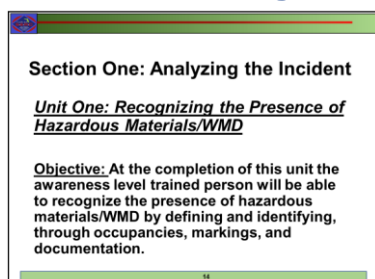 Section One: Analyzing the Incident
Unit One: Recognizing the Presence of
Hazardous Materials/WMD
Objective: At the completion of this unit the
awareness level trained person will be able
to recognize the presence of hazardous
materials/WMD by defining and identifying,
through occupancies, markings, and
documentation.
14